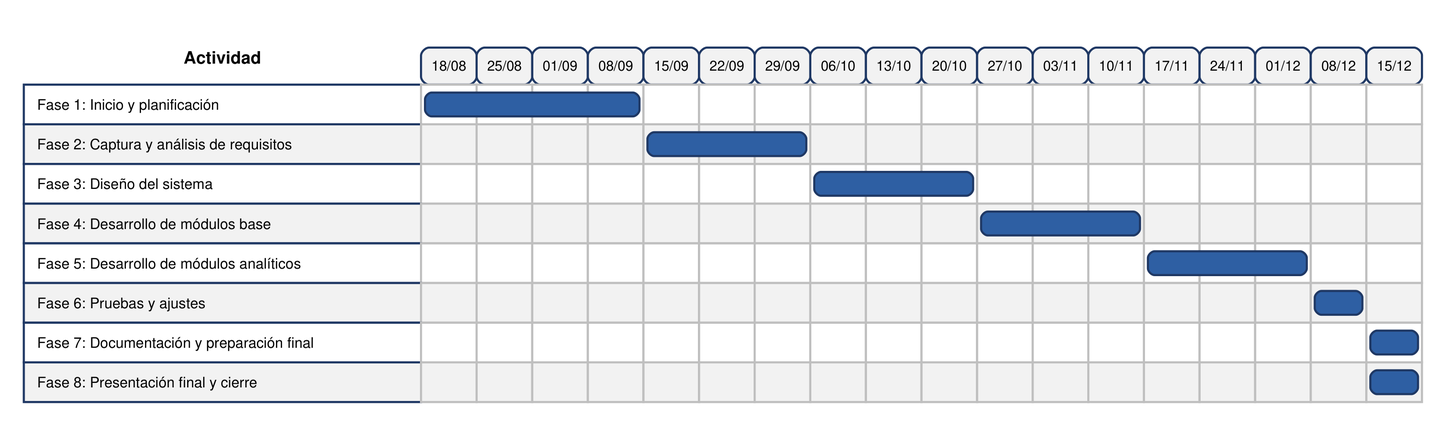 Actividad
18/08 25/08 01/09 08/09 15/09 22/09 29/09 06/10 13/10 20/10 27/10 03/11 10/11 17/11 24/11 01/12 08/12 15/12
Fase 1: Inicio y planificación
Fase 2: Captura y análisis de requisitos
Fase 3: Diseño del sistema
Fase 4: Desarrollo de módulos base
Fase 5: Desarrollo de módulos analíticos
Fase 6: Pruebas y ajustes
Fase 7: Documentación y preparación final
Fase 8: Presentación final y cierre